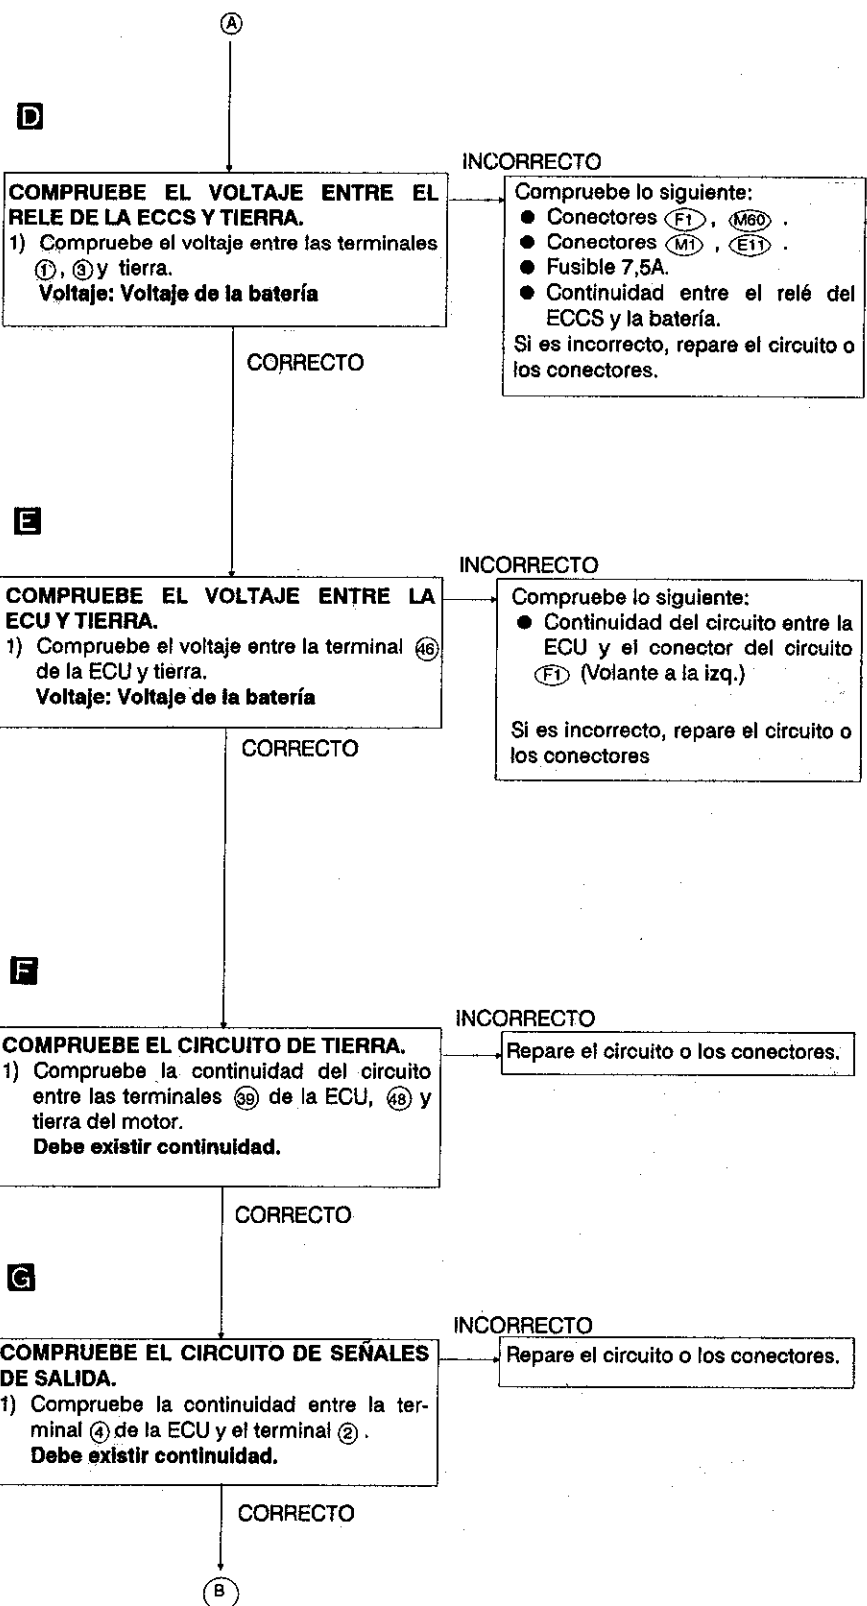 A
D
INCORRECTO
COMPRUEBE EL VOLTAJE ENTRE EL
RELE DE LA ECCS Y TIERRA.
1) Compruebe el voltaje entre las terminales
①, ③ y tierra.
Voltaje: Voltaje de la batería
Compruebe lo siguiente:
● Conectores F1, M60.
● Conectores M1, E11.
● Fusible 7,5A.
● Continuidad entre el relé del
ECCS y la batería.
Si es incorrecto, repare el circuito o
los conectores.
CORRECTO
E
INCORRECTO
COMPRUEBE EL VOLTAJE ENTRE LA
ECU Y TIERRA.
1) Compruebe el voltaje entre la terminal ㊻
de la ECU y tierra.
Voltaje: Voltaje de la batería
Compruebe lo siguiente:
● Continuidad del circuito entre la
ECU y el conector del circuito
F1 (Volante a la izq.)
Si es incorrecto, repare el circuito o
los conectores
CORRECTO
F
INCORRECTO
COMPRUEBE EL CIRCUITO DE TIERRA.
1) Compruebe la continuidad del circuito
entre las terminales ㊴ de la ECU, ㊽ y
tierra del motor.
Debe existir continuidad.
Repare el circuito o los conectores.
CORRECTO
G
INCORRECTO
COMPRUEBE EL CIRCUITO DE SEÑALES
DE SALIDA.
1) Compruebe la continuidad entre la ter-
minal ④ de la ECU y el terminal ②.
Debe existir continuidad.
Repare el circuito o los conectores.
CORRECTO
B